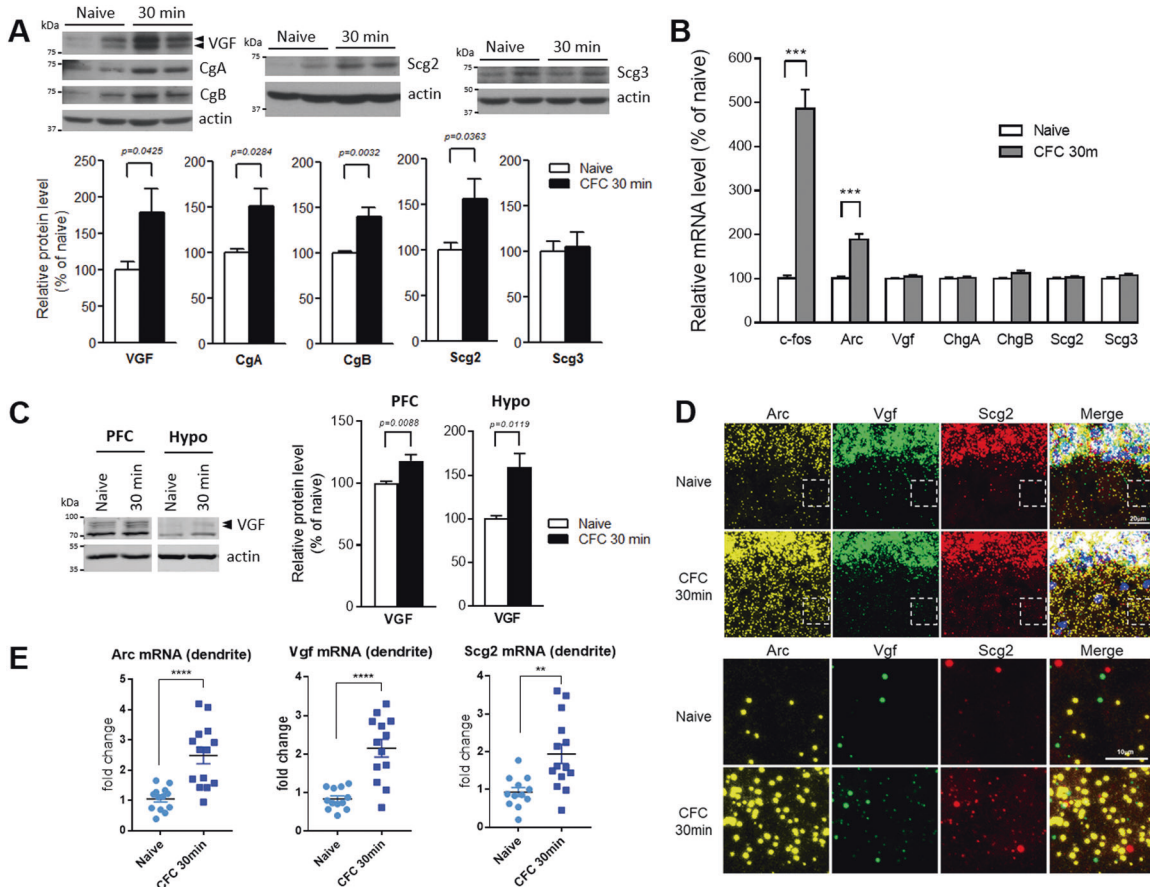 A
kDa
Naive
30 min
100
75
VGF
75
CgA
75
CgB
50
37
actin
kDa
Naive
30 min
75
Scg2
50
37
actin
kDa
Naive
30 min
75
Scg3
50
37
actin
Relative protein level
(% of naive)
250
200
150
100
50
0
p=0.0425
VGF
200
150
100
50
0
p=0.0284
CgA
200
150
100
50
0
p=0.0032
CgB
200
150
100
50
0
p=0.0363
Scg2
200
150
100
50
0
Scg3
Naive
CFC 30 min
B
Relative mRNA level (% of naive)
600
500
400
300
200
100
0
***
***
Naive
CFC 30m
c-fos
Arc
Vgf
ChgA
ChgB
Scg2
Scg3
C
PFC
Hypo
Naive
30 min
Naive
30 min
kDa
100
70
VGF
55
35
actin
Relative protein level
(% of naive)
PFC
150
100
50
0
p=0.0088
VGF
Hypo
200
150
100
50
0
p=0.0119
VGF
Naive
CFC 30 min
D
Arc
Vgf
Scg2
Merge
Naive
20μm
CFC
30min
Arc
Vgf
Scg2
Merge
Naive
10μm
CFC
30min
E
Arc mRNA (dendrite)
****
fold change
5
4
3
2
1
0
Naive
CFC 30min
Vgf mRNA (dendrite)
****
fold change
4
3
2
1
0
Naive
CFC 30min
Scg2 mRNA (dendrite)
**
fold change
4
3
2
1
0
Naive
CFC 30min